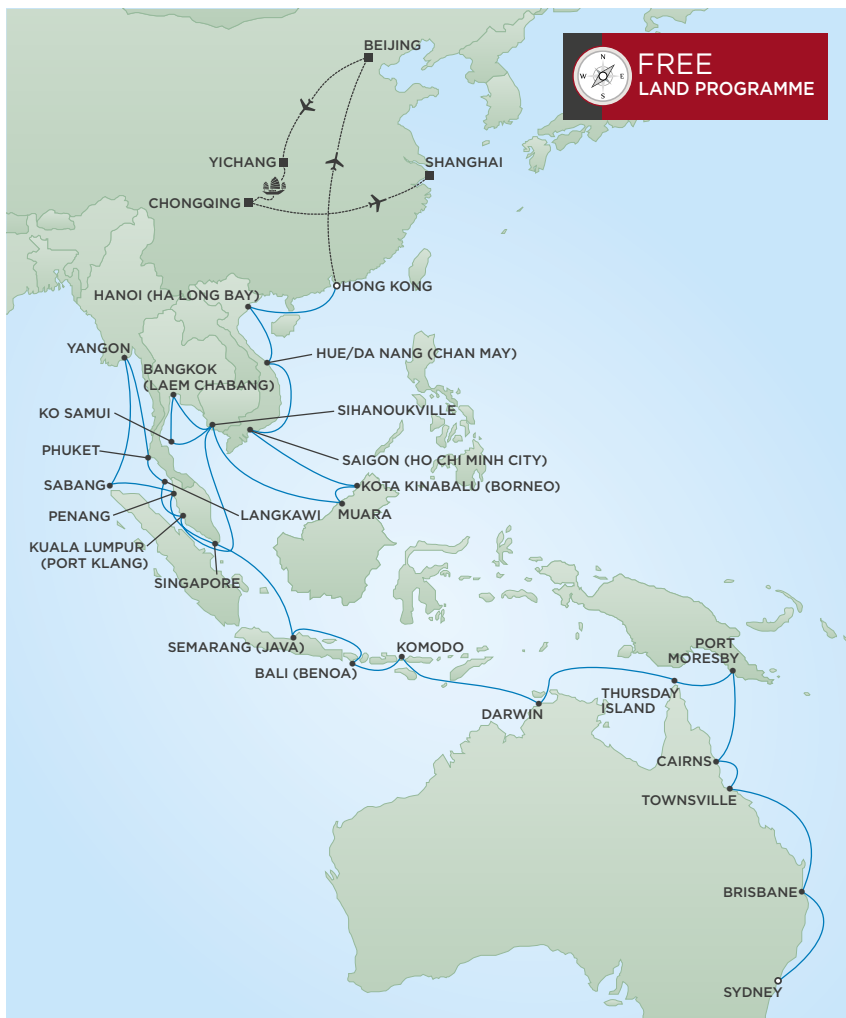 BEIJING
FREE
LAND PROGRAMME
N
W
E
S
YICHANG
SHANGHAI
CHONGQING
HONG KONG
HANOI (HA LONG BAY)
YANGON
HUE/DA NANG (CHAN MAY)
BANGKOK
(LAEM CHABANG)
KO SAMUI
SIHANOUKVILLE
PHUKET
SAIGON (HO CHI MINH CITY)
SABANG
KOTA KINABALU (BORNEO)
PENANG
LANGKAWI
MUARA
KUALA LUMPUR
(PORT KLANG)
SINGAPORE
SEMARANG (JAVA)
KOMODO
PORT
MORESBY
BALI (BENOA)
THURSDAY
ISLAND
DARWIN
CAIRNS
TOWNSVILLE
BRISBANE
SYDNEY